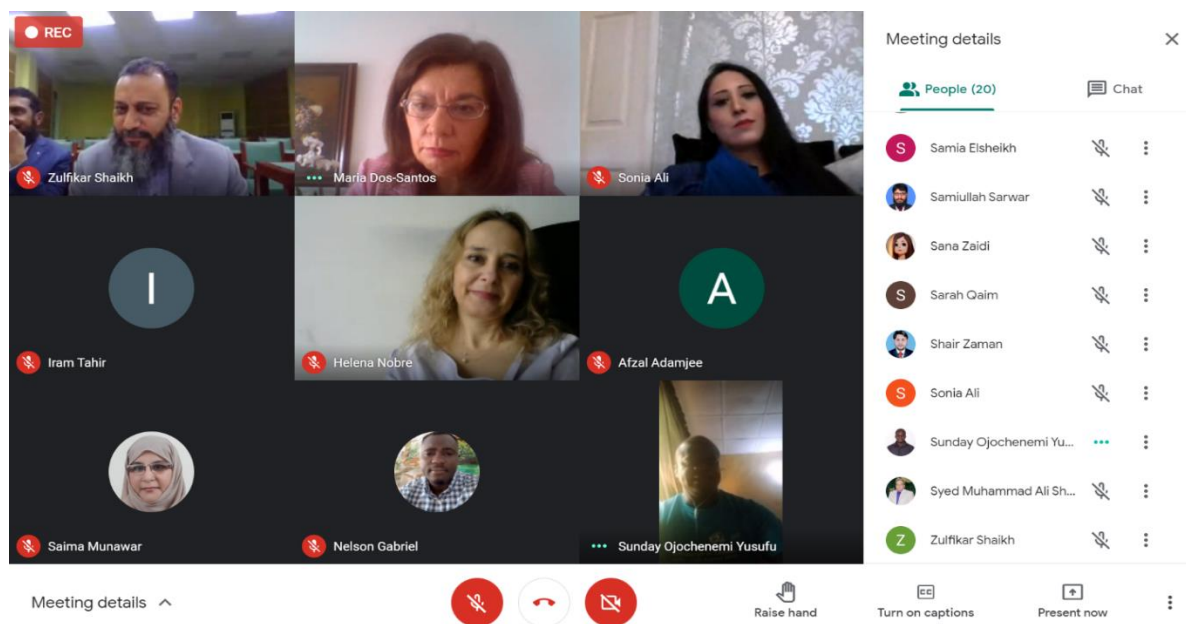 REC
Zulfikar Shaikh
Maria Dos-Santos
Sonia Ali
I
Iram Tahir
Helena Nobre
A
Afzal Adamjee
Saima Munawar
Nelson Gabriel
Sunday Ojochenemi Yusufu
Meeting details
People (20)
Chat
S Samia Elsheikh
Samiullah Sarwar
Sana Zaidi
S Sarah Qaim
Shair Zaman
S Sonia Ali
Sunday Ojochenemi Yu...
Syed Muhammad Ali Sh...
Z Zulfikar Shaikh
Meeting details
Raise hand
CC
Turn on captions
Present now